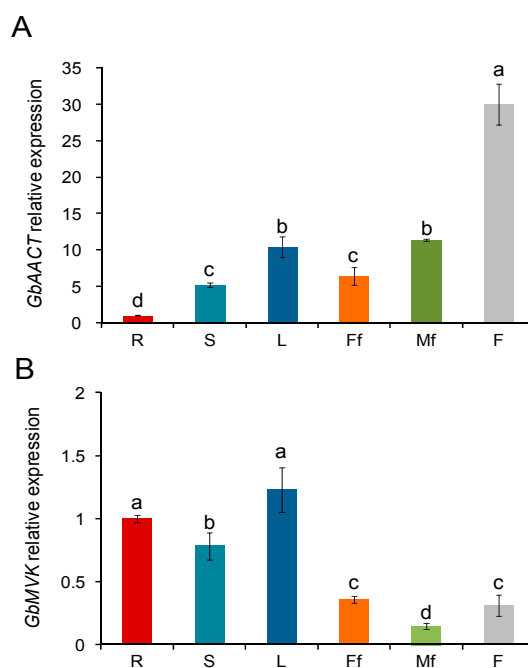 A
GbAACT relative expression
35
30
25
20
15
10
5
0
d
c
b
c
b
a
R S L Ff Mf F
B
GbMVK relative expression
2
1.5
1
0.5
0
a
b
a
c
d
c
R S L Ff Mf F